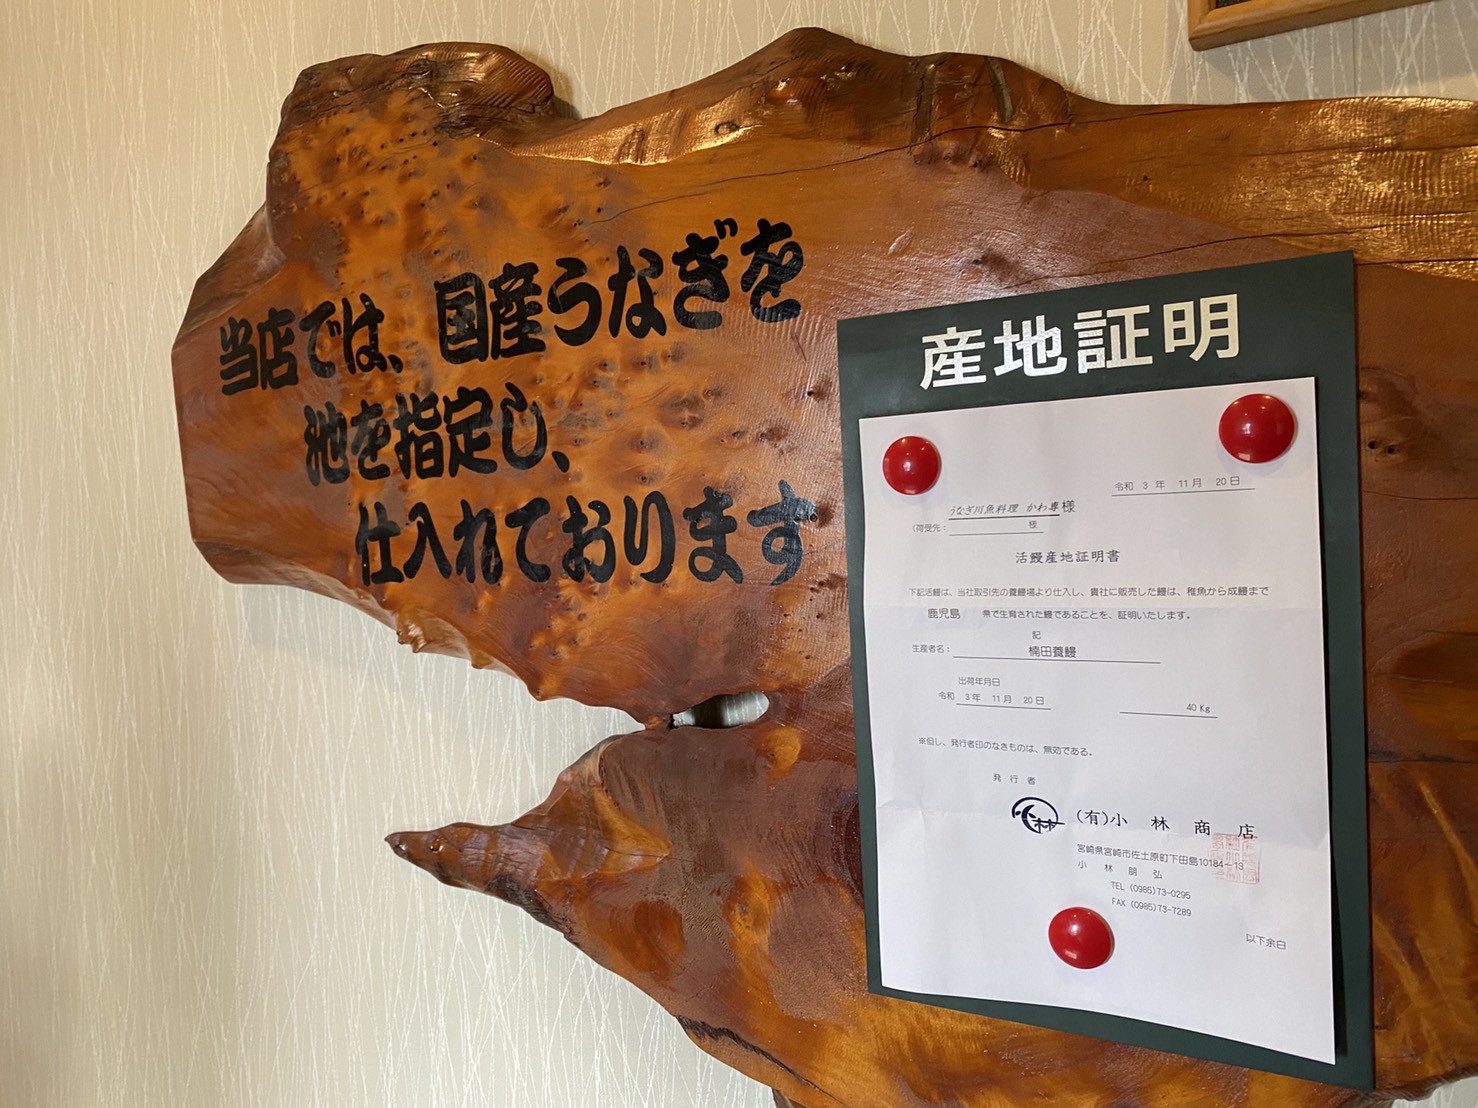 当店では、国産うなぎを
池を指定し、
仕入れております
産地証明
令和 3 年 11 月 20 日
うなぎ川魚料理 かわ専 様
(荷受先: 様
活鰻産地証明書
下記活鰻は、当社取引先の養鰻場より仕入し、貴社に販売した鰻は、稚魚から成鰻まで
鹿児島 県で生育された鰻であることを、証明いたします。
記
生産者名: 楠田養鰻
出荷年月日
令和 3 年 11 月 20 日 40 Kg
※但し、発行者印のなきものは、無効である。
発 行 者
小林 (有)小 林 商 店
宮崎県宮崎市佐土原町下田島10184-13
小 林 朋 弘
TEL (0985)73-0295
FAX (0985)73-7289
以下余白